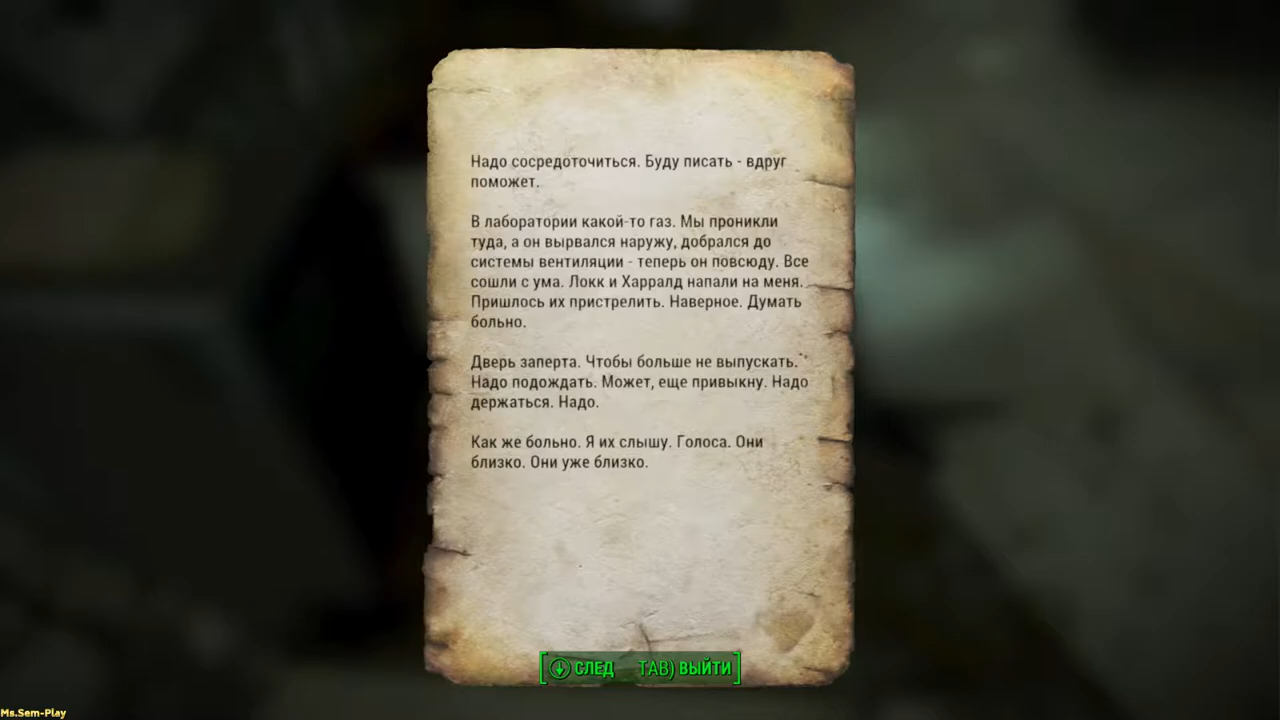 Надо сосредоточиться. Буду писать - вдруг
поможет.
В лаборатории какой-то газ. Мы проникли
туда, а он вырвался наружу, добрался до
системы вентиляции - теперь он повсюду. Все
сошли с ума. Локк и Харралд напали на меня.
Пришлось их пристрелить. Наверное. Думать
больно.
Дверь заперта. Чтобы больше не выпускать.
Надо подождать. Может, еще привыкну. Надо
держаться. Надо.
Как же больно. Я их слышу. Голоса. Они
близко. Они уже близко.
СЛЕД TAB) ВЫЙТИ
Ms.Sem-Play